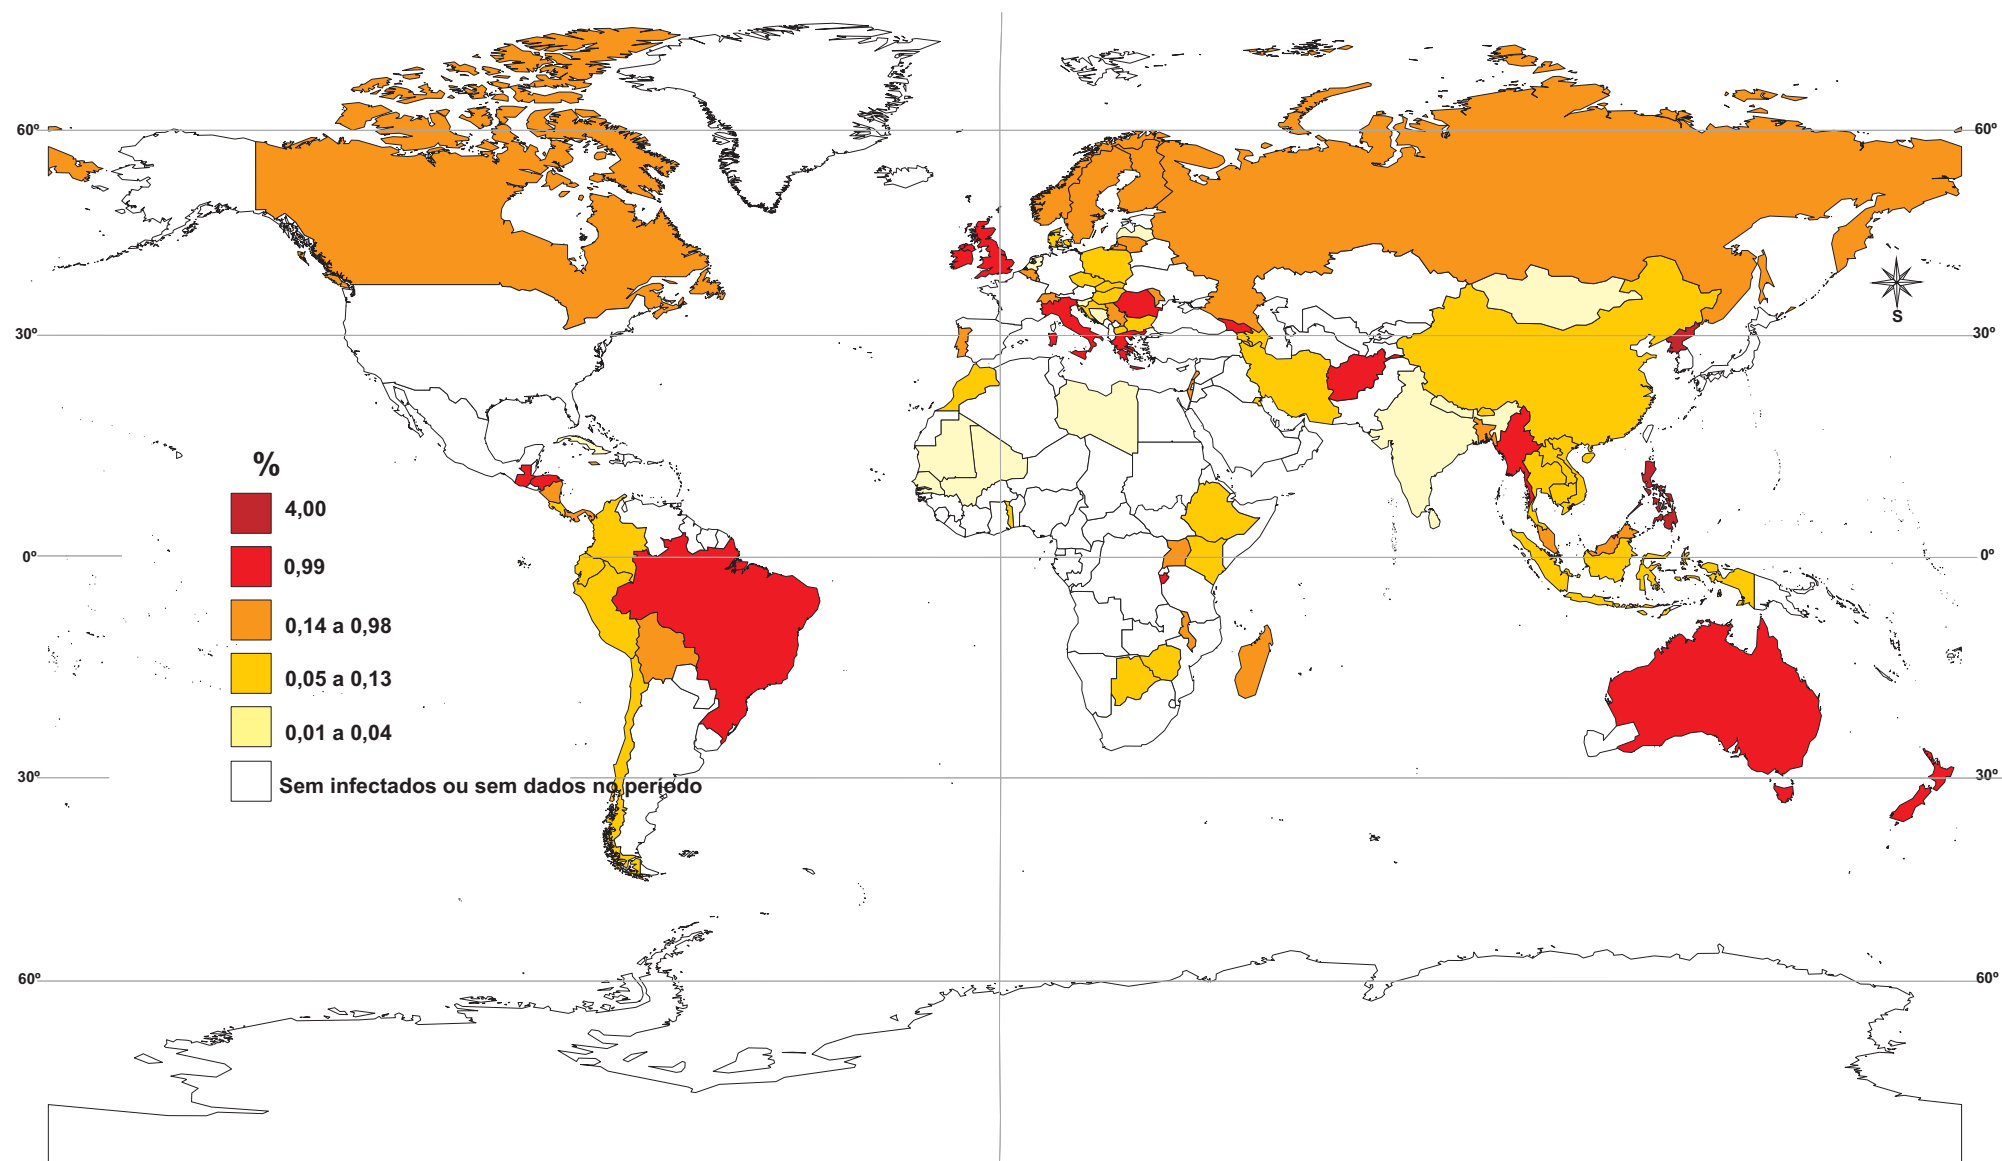 60º
60º
S
30º
30º
%
4,00
0º
0º
0,99
0,14 a 0,98
0,05 a 0,13
0,01 a 0,04
30º
30º
Sem infectados ou sem dados no período
60º
60º